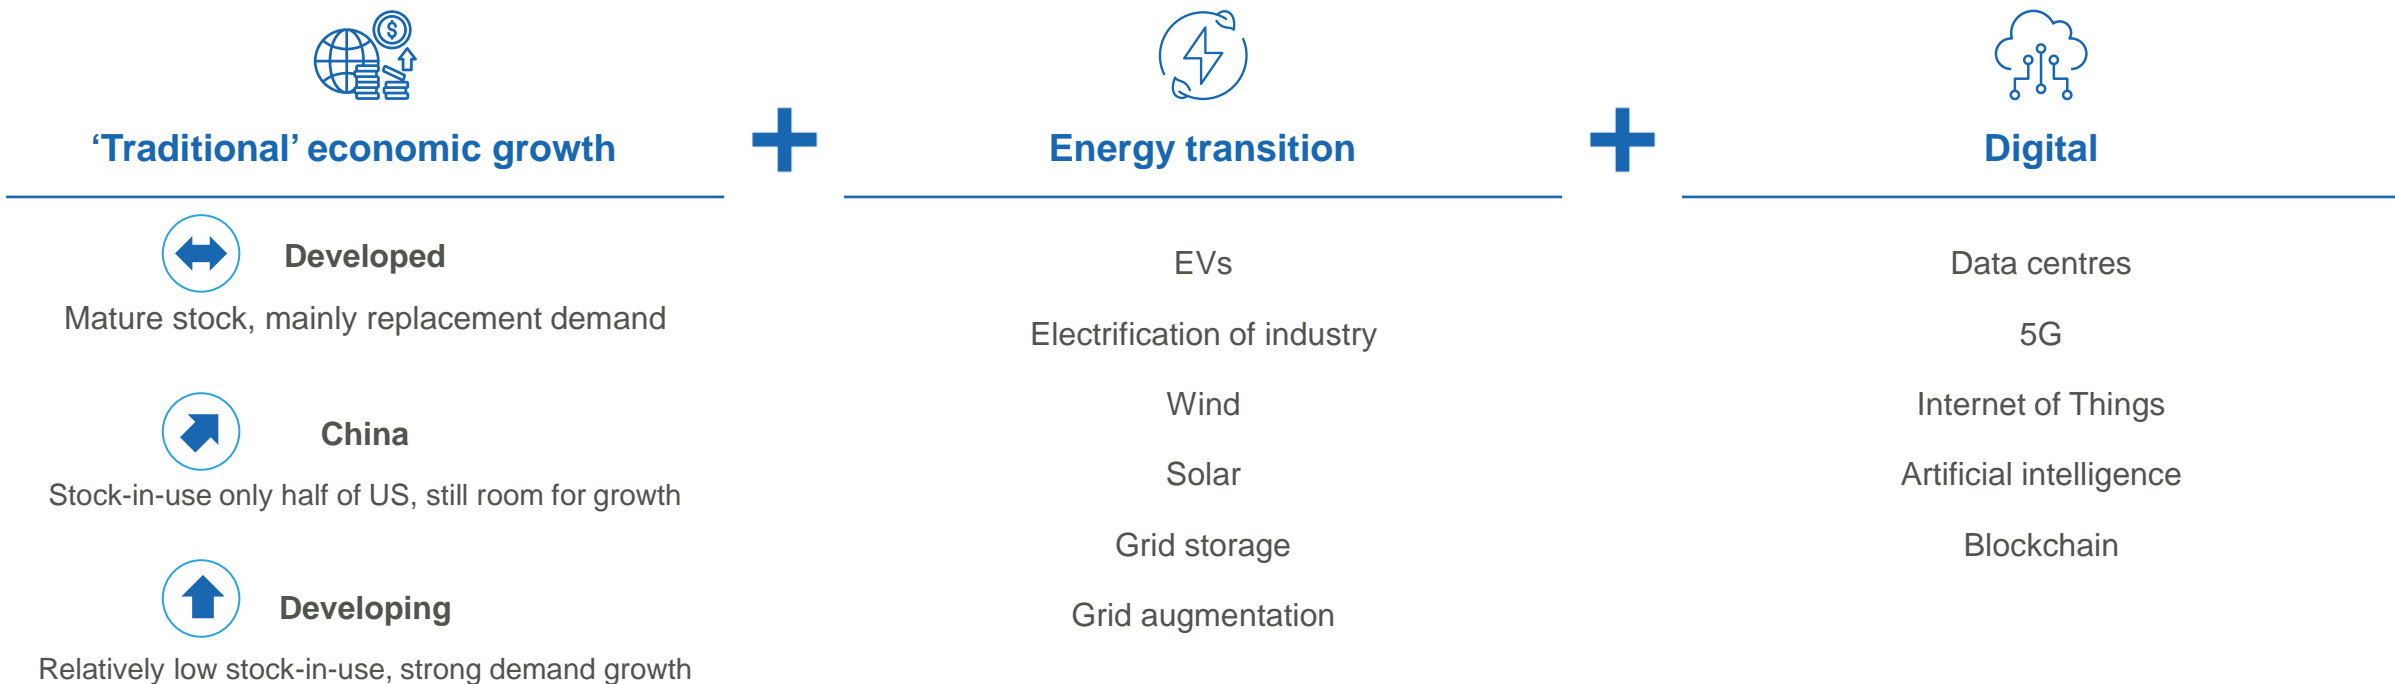 ‘Traditional’ economic growth
Developed
Mature stock, mainly replacement demand
China
Stock-in-use only half of US, still room for growth
Developing
Relatively low stock-in-use, strong demand growth
Energy transition
EVs
Electrification of industry
Wind
Solar
Grid storage
Grid augmentation
Digital
Data centres
5G
Internet of Things
Artificial intelligence
Blockchain